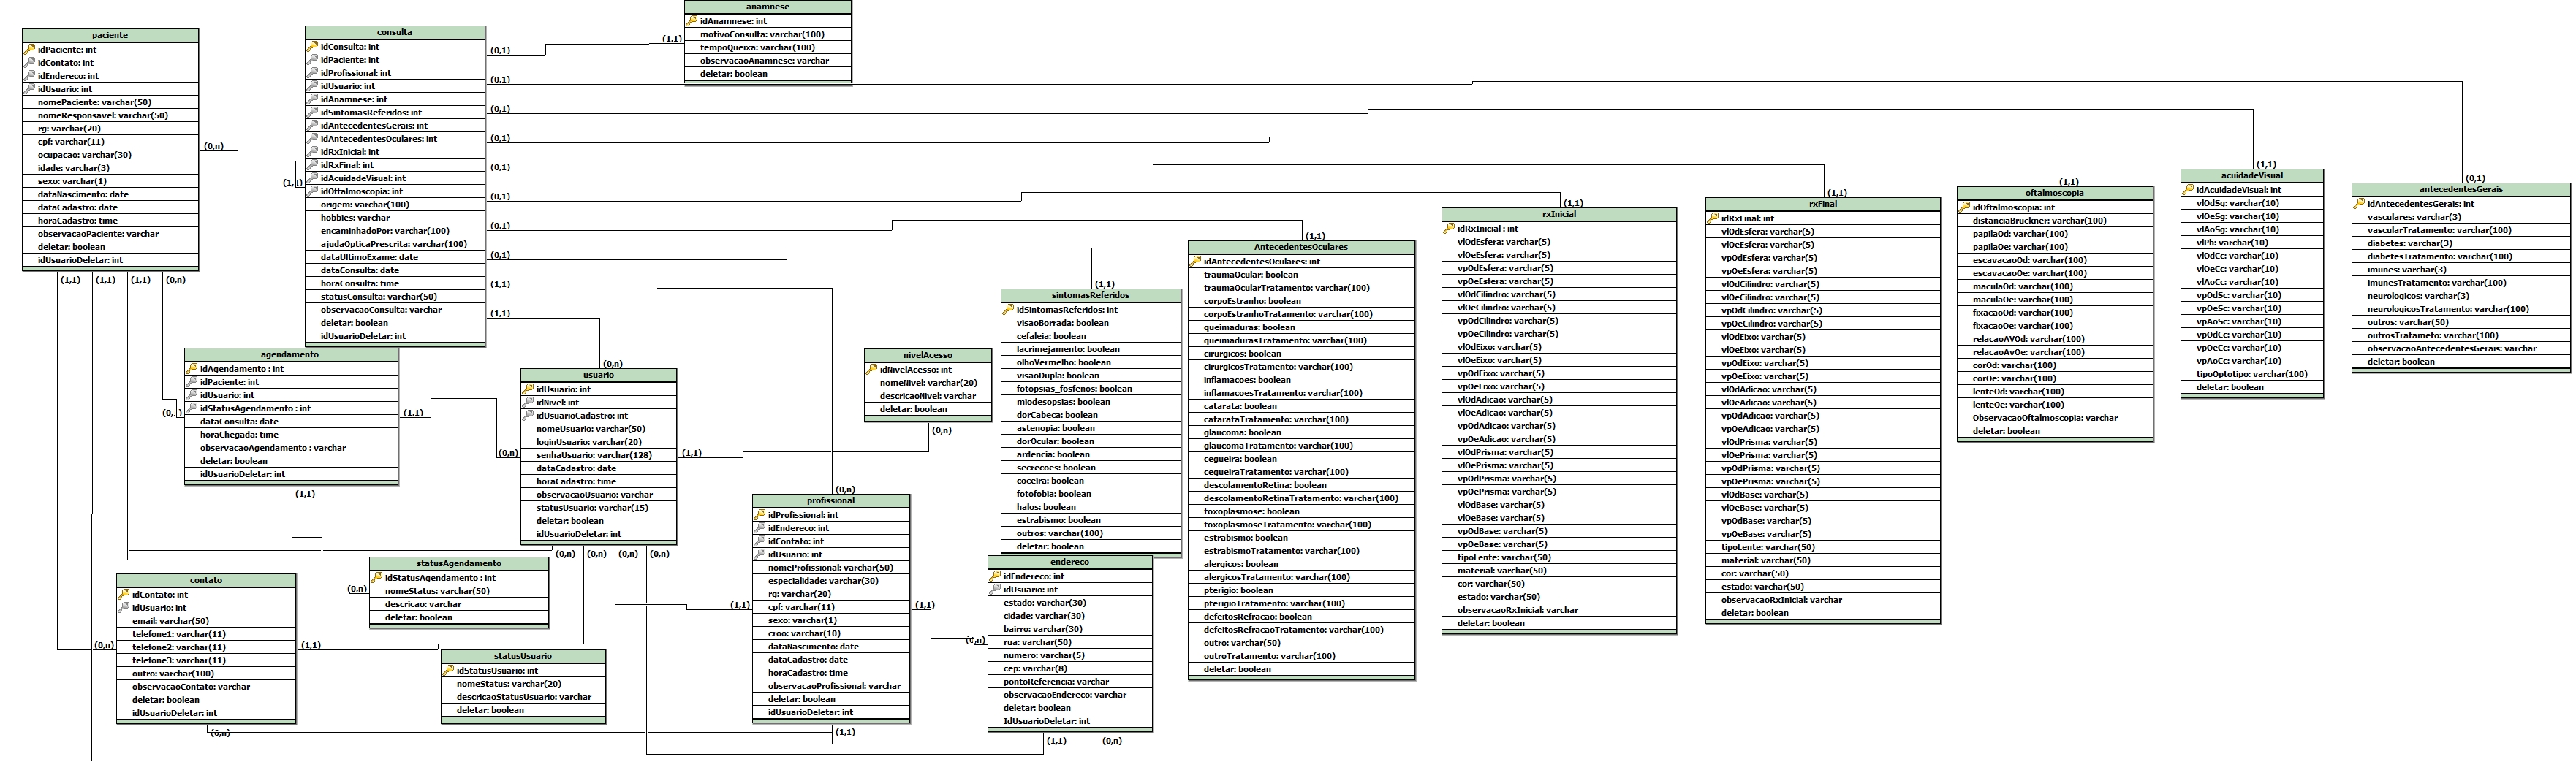 anamnese
idAnamnese: int
motivoConsulta: varchar(100)
tempoQueixa: varchar(100)
observacaoAnamnese: varchar
deletar: boolean
paciente
idPaciente: int
idContato: int
idEndereco: int
idUsuario: int
nomePaciente: varchar(50)
nomeResponsavel: varchar(50)
rg: varchar(20)
cpf: varchar(11)
ocupacao: varchar(30)
idade: varchar(3)
sexo: varchar(1)
dataNascimento: date
dataCadastro: date
horaCadastro: time
observacaoPaciente: varchar
deletar: boolean
idUsuarioDeletar: int
(0,n)
(1,1) (1,1) (1,1) (0,n)
consulta
idConsulta: int
idPaciente: int
idProfissional: int
idUsuario: int
idAnamnese: int
idSintomasReferidos: int
idAntecedentesGerais: int
idAntecedentesOculares: int
idRxInicial: int
idRxFinal: int
idAcuidadeVisual: int
idOftalmoscopia: int
origem: varchar(100)
hobbies: varchar
encaminhadoPor: varchar(100)
ajudaOpticaPrescrita: varchar(100)
dataUltimoExame: date
dataConsulta: date
horaConsulta: time
statusConsulta: varchar(50)
observacaoConsulta: varchar
deletar: boolean
idUsuarioDeletar: int
(0,1)
(1,1)
(0,1)
(0,1)
(0,1)
(0,1)
(0,1)
(0,1)
(0,1)
(1,1)
(1,1)
agendamento
idAgendamento : int
idPaciente: int
idUsuario: int
idStatusAgendamento : int
dataConsulta: date
horaChegada: time
observacaoAgendamento : varchar
deletar: boolean
idUsuarioDeletar: int
(1,1)
(1,1)
(0,n)
(0,n)
usuario
idUsuario: int
idNivel: int
idUsuarioCadastro: int
nomeUsuario: varchar(50)
loginUsuario: varchar(20)
senhaUsuario: varchar(128)
dataCadastro: date
horaCadastro: time
observacaoUsuario: varchar
statusUsuario: varchar(15)
deletar: boolean
idUsuarioDeletar: int
(1,1)
(0,n) (0,n) (0,n) (0,n)
nivelAcesso
idNivelAcesso: int
nomeNivel: varchar(20)
descricaoNivel: varchar
deletar: boolean
(0,n)
contato
idContato: int
idUsuario: int
email: varchar(50)
telefone1: varchar(11)
telefone2: varchar(11)
telefone3: varchar(11)
outro: varchar(100)
observacaoContato: varchar
deletar: boolean
idUsuarioDeletar: int
(0,n)
(1,1)
(0,n)
statusAgendamento
idStatusAgendamento : int
nomeStatus: varchar(50)
descricao: varchar
deletar: boolean
(0,n)
statusUsuario
idStatusUsuario: int
nomeStatus: varchar(20)
descricaoStatusUsuario: varchar
deletar: boolean
(0,n)
profissional
idProfissional: int
idEndereco: int
idContato: int
idUsuario: int
nomeProfissional: varchar(50)
especialidade: varchar(30)
rg: varchar(20)
cpf: varchar(11)
sexo: varchar(1)
croo: varchar(10)
dataNascimento: date
dataCadastro: date
horaCadastro: time
observacaoProfissional: varchar
deletar: boolean
idUsuarioDeletar: int
(1,1)
(1,1)
(1,1)
(0,n)
endereco
idEndereco: int
idUsuario: int
estado: varchar(30)
cidade: varchar(30)
bairro: varchar(30)
rua: varchar(50)
numero: varchar(5)
cep: varchar(8)
pontoReferencia: varchar
observacaoEndereco: varchar
deletar: boolean
IdUsuarioDeletar: int
(1,1) (0,n)
(1,1)
sintomasReferidos
idSintomasReferidos: int
visaoBorrada: boolean
cefaleia: boolean
lacrimejamento: boolean
olhoVermelho: boolean
visaoDupla: boolean
fotopsias_fosfenos: boolean
miodesopsias: boolean
dorCabeca: boolean
astenopia: boolean
dorOcular: boolean
ardencia: boolean
secrecoes: boolean
coceira: boolean
fotofobia: boolean
halos: boolean
estrabismo: boolean
outros: varchar(100)
deletar: boolean
(1,1)
AntecedentesOculares
idAntecedentesOculares: int
traumaOcular: boolean
traumaOcularTratamento: varchar(100)
corpoEstranho: boolean
corpoEstranhoTratamento: varchar(100)
queimaduras: boolean
queimadurasTratamento: varchar(100)
cirurgicos: boolean
cirurgicosTratamento: varchar(100)
inflamacoes: boolean
inflamacoesTratamento: varchar(100)
catarata: boolean
catarataTratamento: varchar(100)
glaucoma: boolean
glaucomaTratamento: varchar(100)
cegueira: boolean
cegueiraTratamento: varchar(100)
descolamentoRetina: boolean
descolamentoRetinaTratamento: varchar(100)
toxoplasmose: boolean
toxoplasmoseTratamento: varchar(100)
estrabismo: boolean
estrabismoTratamento: varchar(100)
alergicos: boolean
alergicosTratamento: varchar(100)
pterigio: boolean
pterigioTratamento: varchar(100)
defeitosRefracao: boolean
defeitosRefracaoTratamento: varchar(100)
outro: varchar(50)
outroTratamento: varchar(100)
deletar: boolean
(1,1)
rxInicial
idRxInicial : int
vlOdEsfera: varchar(5)
vlOeEsfera: varchar(5)
vpOdEsfera: varchar(5)
vpOeEsfera: varchar(5)
vlOdCilindro: varchar(5)
vlOeCilindro: varchar(5)
vpOdCilindro: varchar(5)
vpOeCilindro: varchar(5)
vlOdEixo: varchar(5)
vlOeEixo: varchar(5)
vpOdEixo: varchar(5)
vpOeEixo: varchar(5)
vlOdAdicao: varchar(5)
vlOeAdicao: varchar(5)
vpOdAdicao: varchar(5)
vpOeAdicao: varchar(5)
vlOdPrisma: varchar(5)
vlOePrisma: varchar(5)
vpOdPrisma: varchar(5)
vpOePrisma: varchar(5)
vlOdBase: varchar(5)
vlOeBase: varchar(5)
vpOdBase: varchar(5)
vpOeBase: varchar(5)
tipoLente: varchar(50)
material: varchar(50)
cor: varchar(50)
estado: varchar(50)
observacaoRxInicial: varchar
deletar: boolean
(1,1)
rxFinal
idRxFinal: int
vlOdEsfera: varchar(5)
vlOeEsfera: varchar(5)
vpOdEsfera: varchar(5)
vpOeEsfera: varchar(5)
vlOdCilindro: varchar(5)
vlOeCilindro: varchar(5)
vpOdCilindro: varchar(5)
vpOeCilindro: varchar(5)
vlOdEixo: varchar(5)
vlOeEixo: varchar(5)
vpOdEixo: varchar(5)
vpOeEixo: varchar(5)
vlOdAdicao: varchar(5)
vlOeAdicao: varchar(5)
vpOdAdicao: varchar(5)
vpOeAdicao: varchar(5)
vlOdPrisma: varchar(5)
vlOePrisma: varchar(5)
vpOdPrisma: varchar(5)
vpOePrisma: varchar(5)
vlOdBase: varchar(5)
vlOeBase: varchar(5)
vpOdBase: varchar(5)
vpOeBase: varchar(5)
tipoLente: varchar(50)
material: varchar(50)
cor: varchar(50)
estado: varchar(50)
observacaoRxInicial: varchar
deletar: boolean
(1,1)
oftalmoscopia
idOftalmoscopia: int
distanciaBruckner: varchar(100)
papilaOd: varchar(100)
papilaOe: varchar(100)
escavacaoOd: varchar(100)
escavacaoOe: varchar(100)
maculaOd: varchar(100)
maculaOe: varchar(100)
fixacaoOd: varchar(100)
fixacaoOe: varchar(100)
relacaoAVOd: varchar(100)
relacaoAvOe: varchar(100)
corOd: varchar(100)
corOe: varchar(100)
lenteOd: varchar(100)
lenteOe: varchar(100)
ObservacaoOftalmoscopia: varchar
deletar: boolean
(1,1)
acuidadeVisual
idAcuidadeVisual: int
vlOdSg: varchar(10)
vlOeSg: varchar(10)
vlAoSg: varchar(10)
vlPh: varchar(10)
vlOdCc: varchar(10)
vlOeCc: varchar(10)
vlAoCc: varchar(10)
vpOdSc: varchar(10)
vpOeSc: varchar(10)
vpAoSc: varchar(10)
vpOdCc: varchar(10)
vpOeCc: varchar(10)
vpAoCc: varchar(10)
tipoOptotipo: varchar(100)
deletar: boolean
(0,1)
antecedentesGerais
idAntecedentesGerais: int
vasculares: varchar(3)
vascularTratamento: varchar(100)
diabetes: varchar(3)
diabetesTratamento: varchar(100)
imunes: varchar(3)
imunesTratamento: varchar(100)
neurologicos: varchar(3)
neurologicosTratamento: varchar(100)
outros: varchar(50)
outrosTratameto: varchar(100)
observacaoAntecedentesGerais: varchar
deletar: boolean